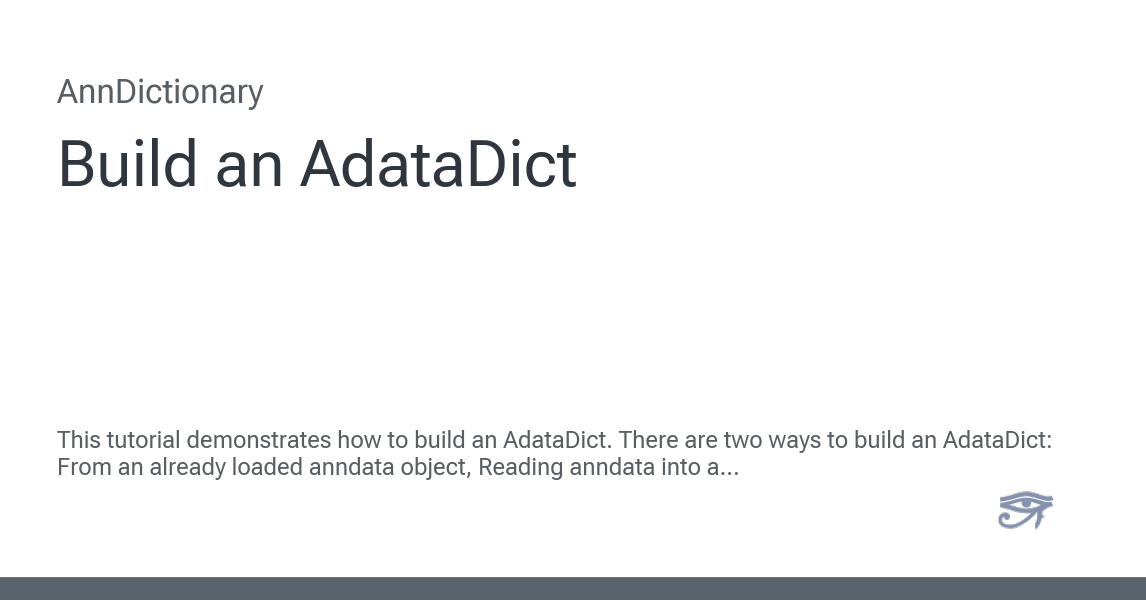 AnnDictionary
Build an AdataDict
This tutorial demonstrates how to build an AdataDict. There are two ways to build an AdataDict:
From an already loaded anndata object, Reading anndata into a...